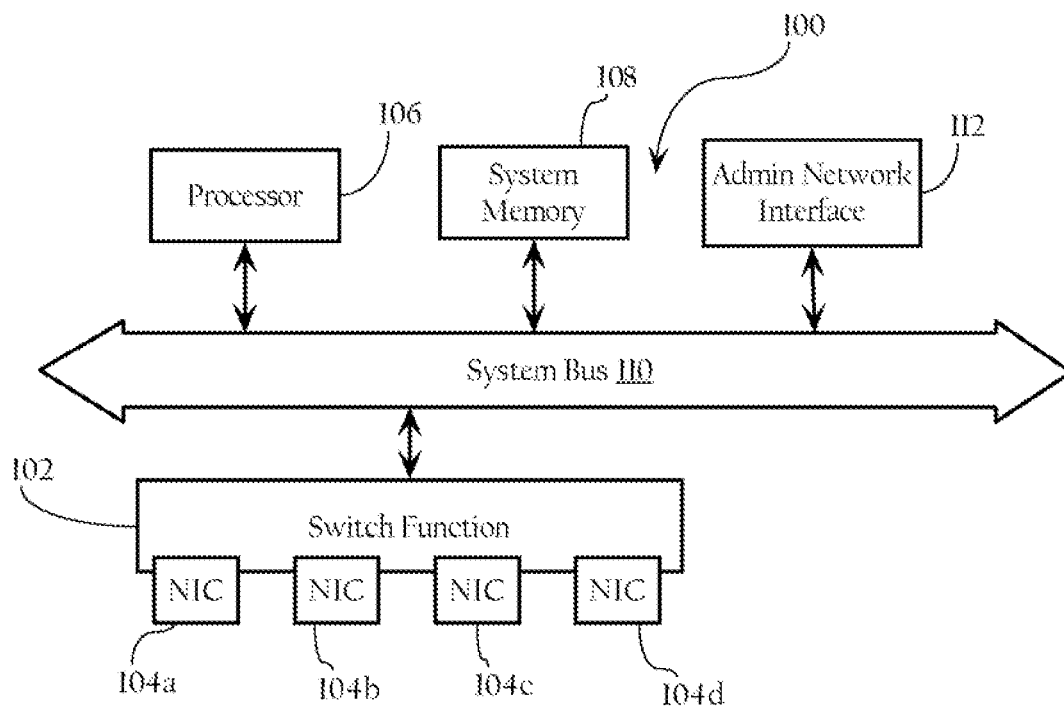 100
108
106
112
Processor
System
Memory
Admin Network
Interface
System Bus 110
102
Switch Function
NIC NIC NIC NIC
104a 104b 104c 104d